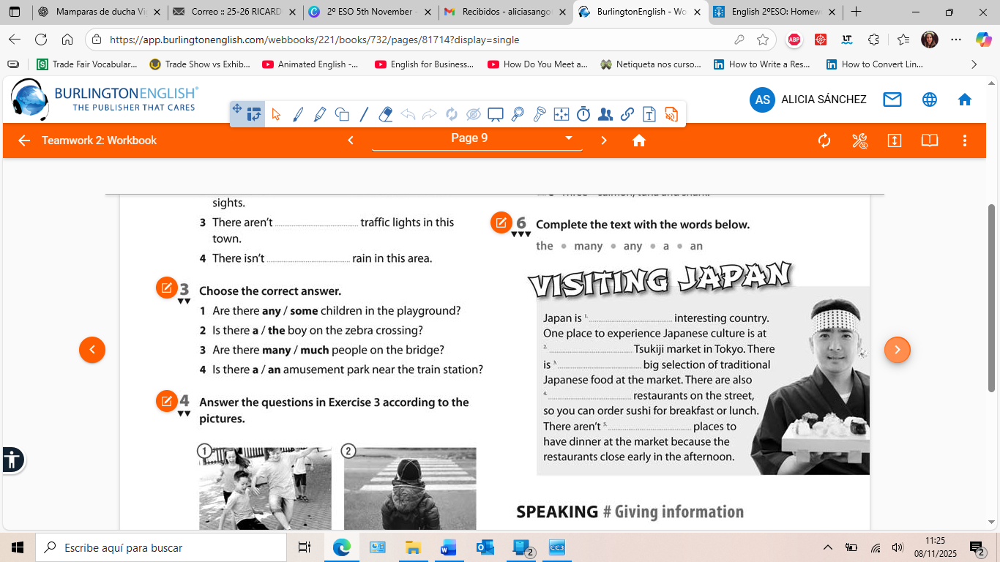 Mamparas de ducha Vi
Correo :: 25-26 RICARD
2º ESO 5th November -
Recibidos - aliciasango
BurlingtonEnglish - Wo
English 2ºESO: Homew
https://app.burlingtonenglish.com/webbooks/221/books/732/pages/81714?display=single
ABP
LT
Trade Fair Vocabular...
Trade Show vs Exhib...
Animated English -...
English for Business...
How Do You Meet a...
Netiqueta nos curso...
How to Write a Res...
How to Convert Lin...
BURLINGTONENGLISH®
THE PUBLISHER THAT CARES
AS ALICIA SÁNCHEZ
Teamwork 2: Workbook
Page 9
sights.
3 There aren't ........ traffic lights in this
town.
4 There isn't ........ rain in this area.
3 Choose the correct answer.
1 Are there any / some children in the playground?
2 Is there a / the boy on the zebra crossing?
3 Are there many / much people on the bridge?
4 Is there a / an amusement park near the train station?
4 Answer the questions in Exercise 3 according to the
pictures.
1
2
6 Complete the text with the words below.
the • many • any • a • an
VISITING JAPAN
Japan is 1. ........ interesting country.
One place to experience Japanese culture is at
2. ........ Tsukiji market in Tokyo. There
is 3. ........ big selection of traditional
Japanese food at the market. There are also
4. ........ restaurants on the street,
so you can order sushi for breakfast or lunch.
There aren't 5. ........ places to
have dinner at the market because the
restaurants close early in the afternoon.
SPEAKING # Giving information
Escribe aquí para buscar
2
CC3
11:25
08/11/2025
2